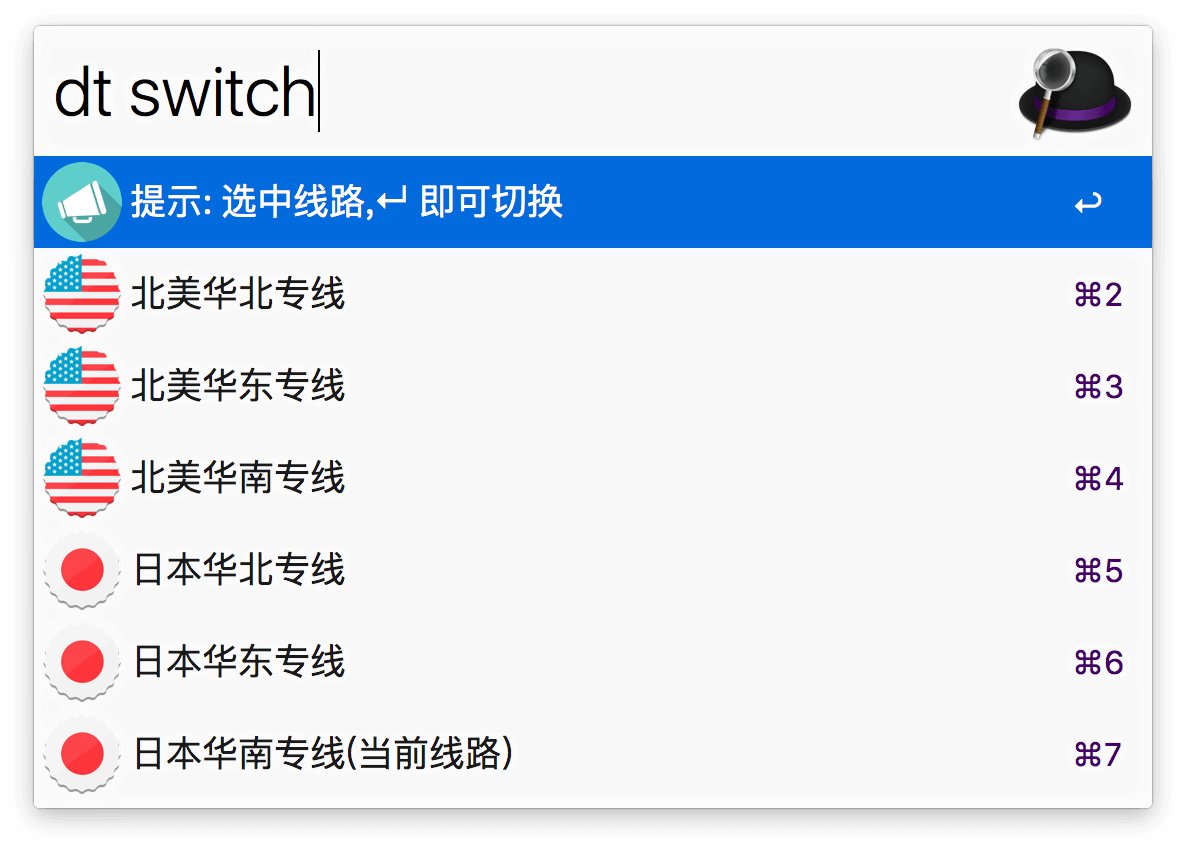 dt switch
提示: 选中线路,↵ 即可切换 ↩
北美华北专线 ⌘2
北美华东专线 ⌘3
北美华南专线 ⌘4
日本华北专线 ⌘5
日本华东专线 ⌘6
日本华南专线(当前线路) ⌘7